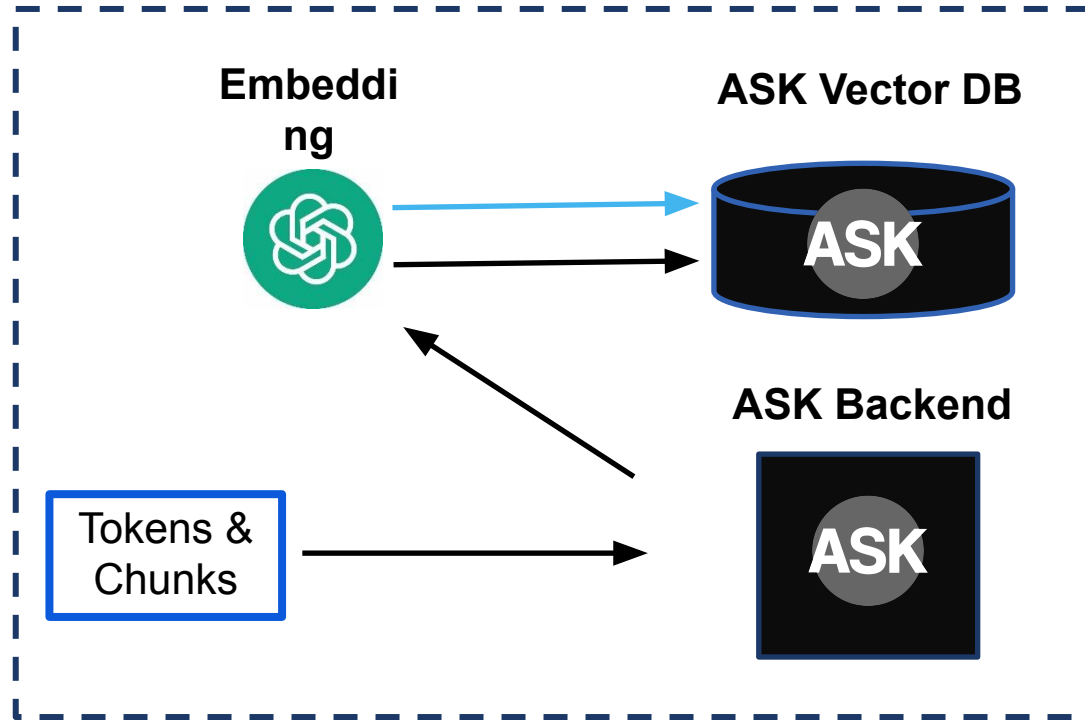 Embeddi
ng
ASK Vector DB
ASK
ASK Backend
Tokens &
Chunks
ASK